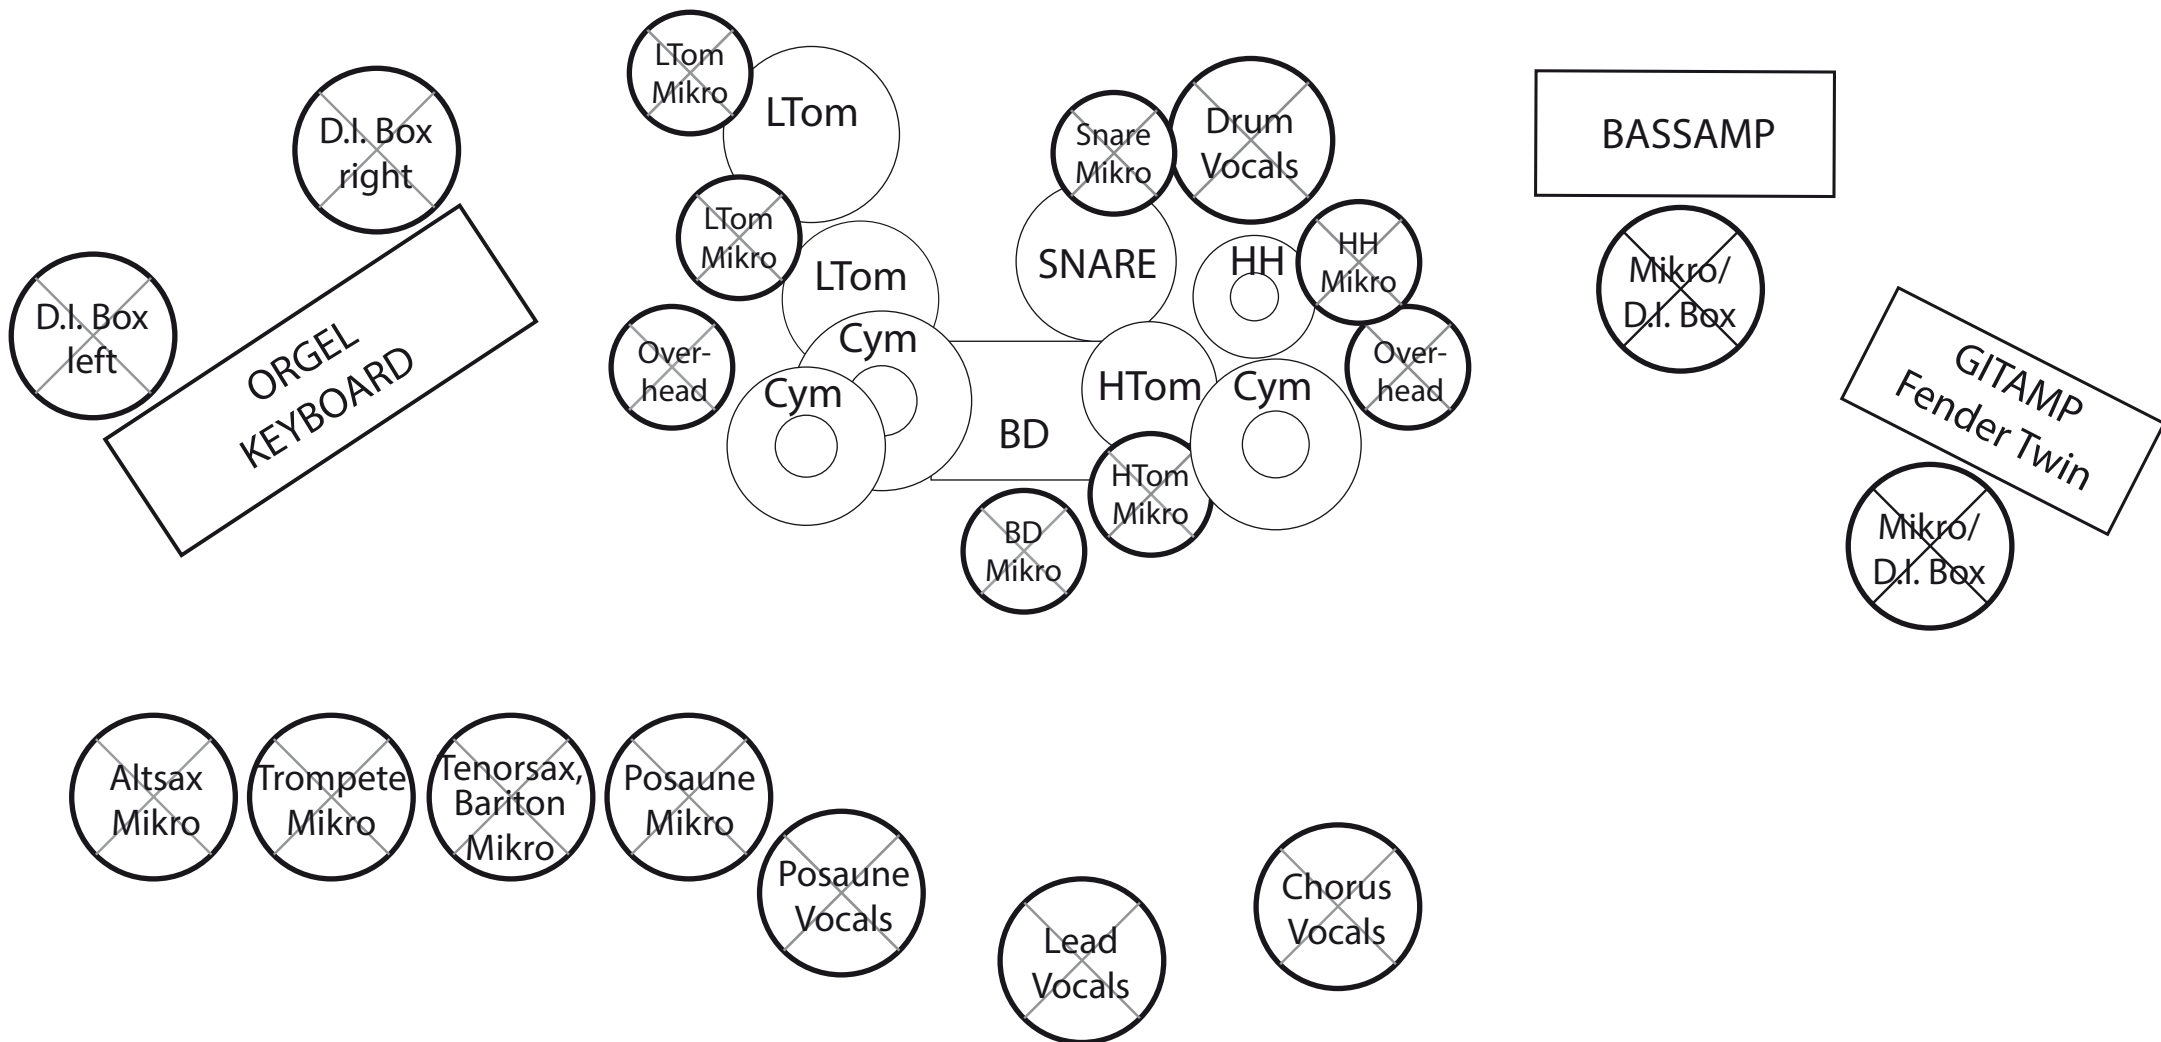 D.I. Box
right
D.I. Box
left
ORGEL
KEYBOARD
LTom
Mikro
LTom
LTom
Mikro
LTom
Over-
head
Cym
Cym
BD
BD
Mikro
Snare
Mikro
Drum
Vocals
SNARE
HH
HH
Mikro
HTom
Cym
Over-
head
HTom
Mikro
BASSAMP
Mikro/
D.I. Box
GITAMP
Fender Twin
Mikro/
D.I. Box
Altsax
Mikro
Trompete
Mikro
Tenorsax,
Bariton
Mikro
Posaune
Mikro
Posaune
Vocals
Lead
Vocals
Chorus
Vocals